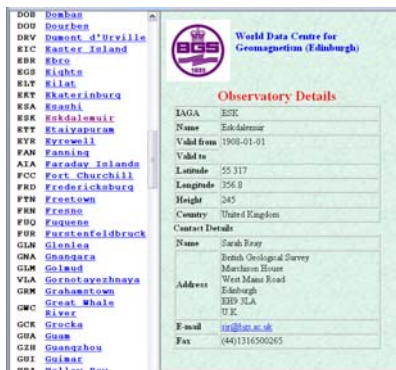 DOB Dombas
DOU Dourbes
DRV Dumont d'Urville
EIC Easter Island
EBR Ebro
EGS Eights
ELT Eilat
EKT Ekaterinburg
ESA Esashi
ESK Eskdalemuir
ETT Etaiyapuram
EYR Eyrewell
FAN Fanning
AIA Faraday Islands
FCC Fort Churchill
FRD Fredericksburg
FTN Freetown
FRN Fresno
FUQ Fuquene
FUR Furstenfeldbruck
GLN Glenlea
GNA Gnangara
GLM Golmud
VLA Gornotayezhnaya
GRM Grahamstown
GWC Great Whale
River
GCK Grocka
GUA Guam
GZH Guangzhou
GUI Guimar
BGS
1835
World Data Centre for
Geomagnetism (Edinburgh)
Observatory Details
IAGA ESK
Name Eskdalemuir
Valid from 1908-01-01
Valid to
Latitude 55.317
Longitude 356.8
Height 245
Country United Kingdom
Contact Details
Name Sarah Reay
Address British Geological Survey
Murchison House
West Mains Road
Edinburgh
EH9 3LA
U.K.
E-mail
Fax (44)1316500265